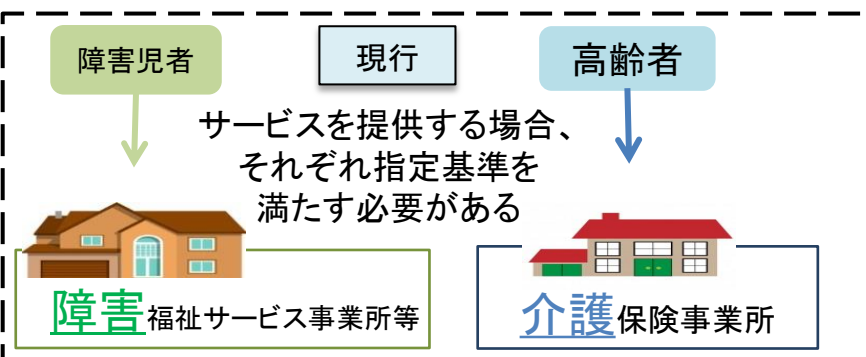 障害児者
現行
高齢者
サービスを提供する場合、
それぞれ指定基準を
満たす必要がある
障害福祉サービス事業所等
介護保険事業所